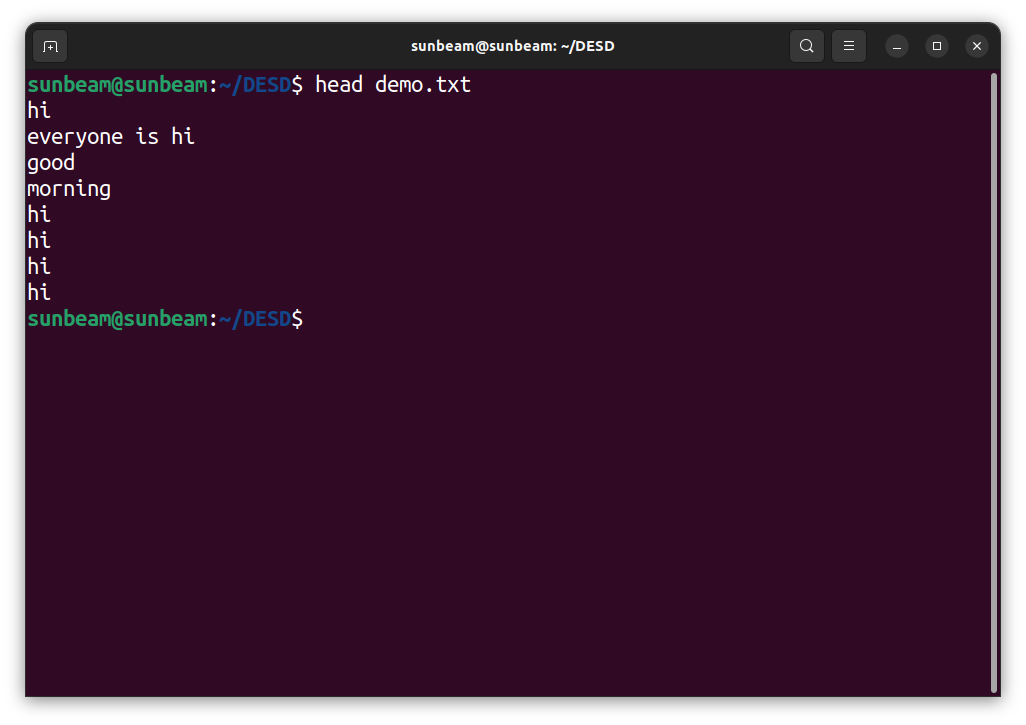 sunbeam@sunbeam: ~/DESD
sunbeam@sunbeam:~/DESD$ head demo.txt
hi
everyone is hi
good
morning
hi
hi
hi
hi
sunbeam@sunbeam:~/DESD$